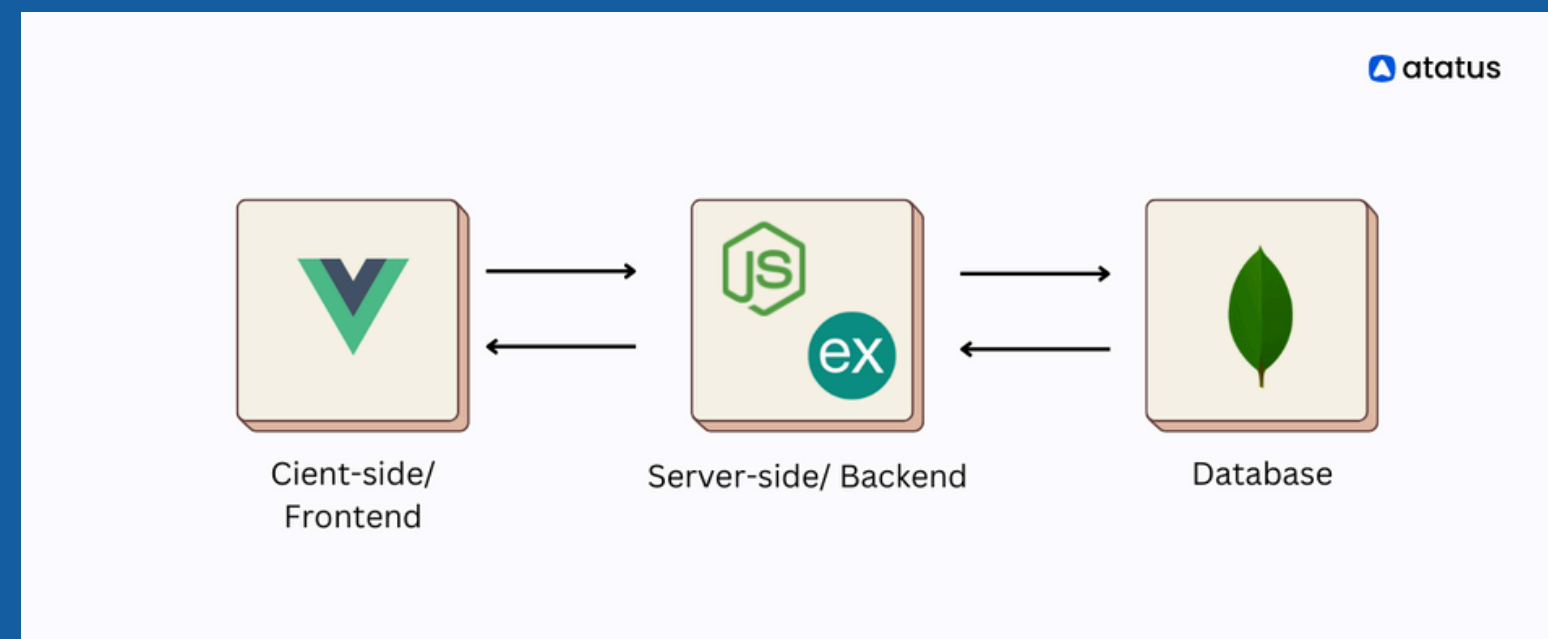 atatus
JS
ex
Cient-side/
Frontend
Server-side/ Backend
Database